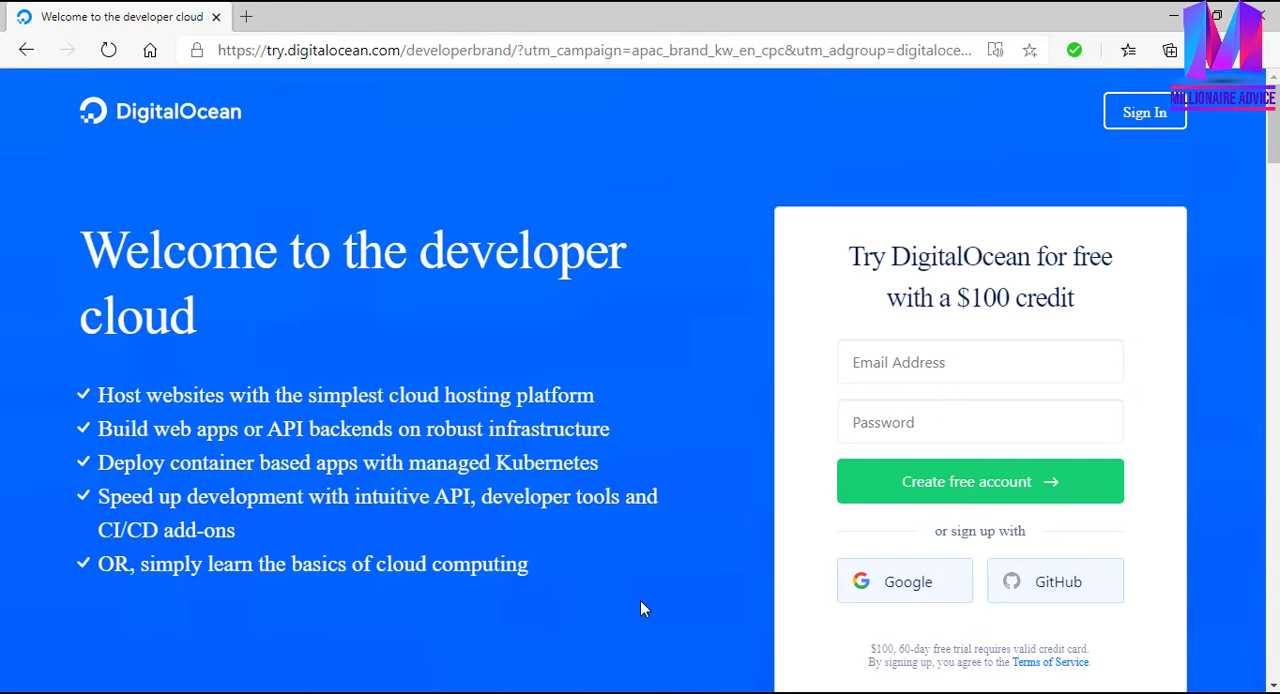 Welcome to the developer cloud
https://try.digitalocean.com/developerbrand/?utm_campaign=apac_brand_kw_en_cpc&utm_adgroup=digitaloce...
MILLIONAIRE ADVICE
DigitalOcean
Sign In
Welcome to the developer
cloud
Host websites with the simplest cloud hosting platform
Build web apps or API backends on robust infrastructure
Deploy container based apps with managed Kubernetes
Speed up development with intuitive API, developer tools and
CI/CD add-ons
OR, simply learn the basics of cloud computing
Try DigitalOcean for free
with a $100 credit
Email Address
Password
Create free account
or sign up with
Google
GitHub
$100, 60-day free trial requires valid credit card.
By signing up, you agree to the Terms of Service.